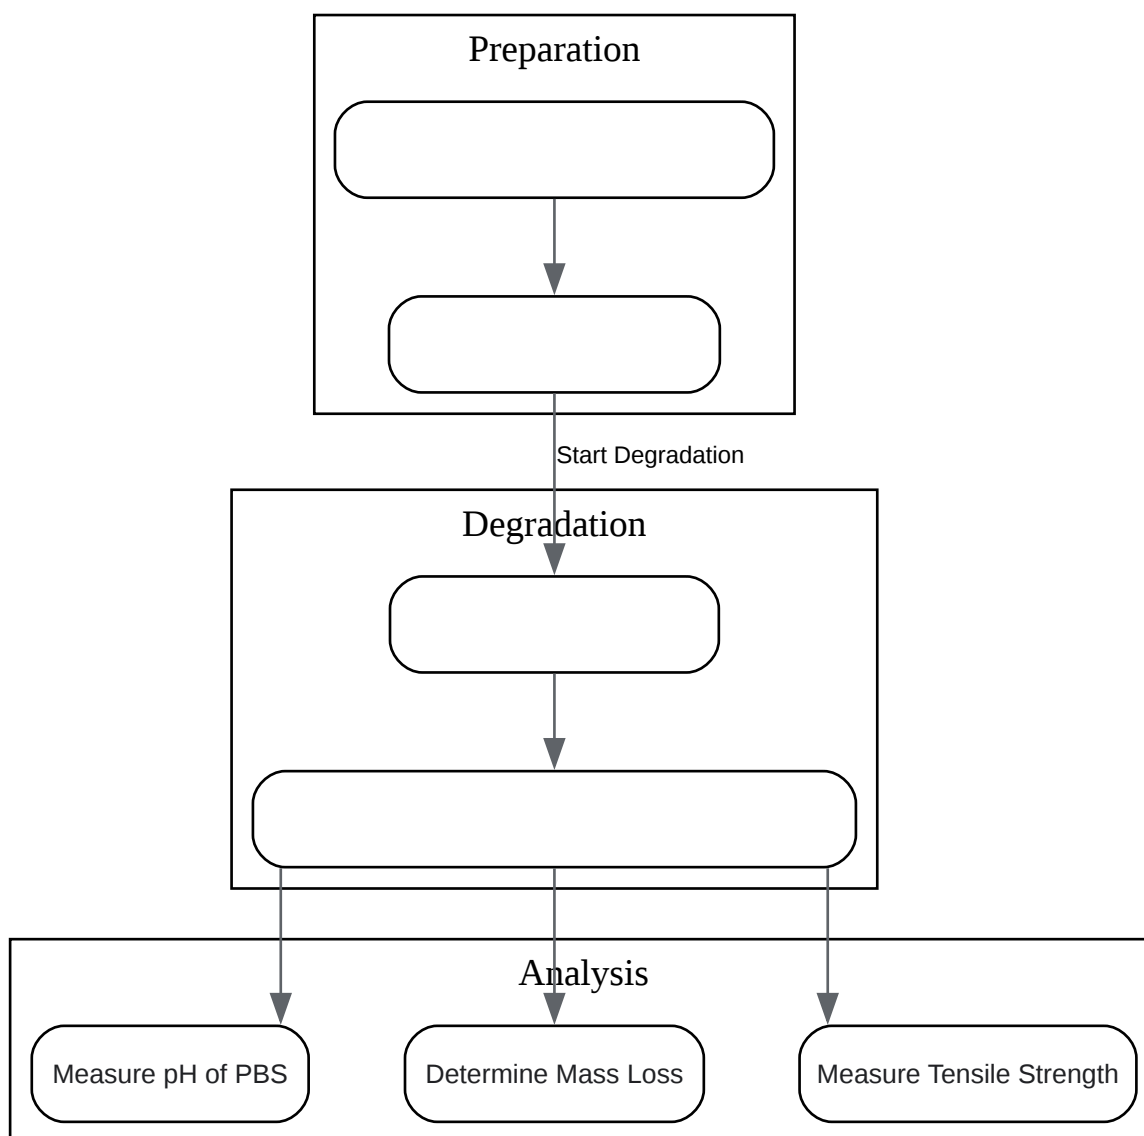 Preparation
Start Degradation
Degradation
Analysis
Measure pH of PBS
Determine Mass Loss
Measure Tensile Strength